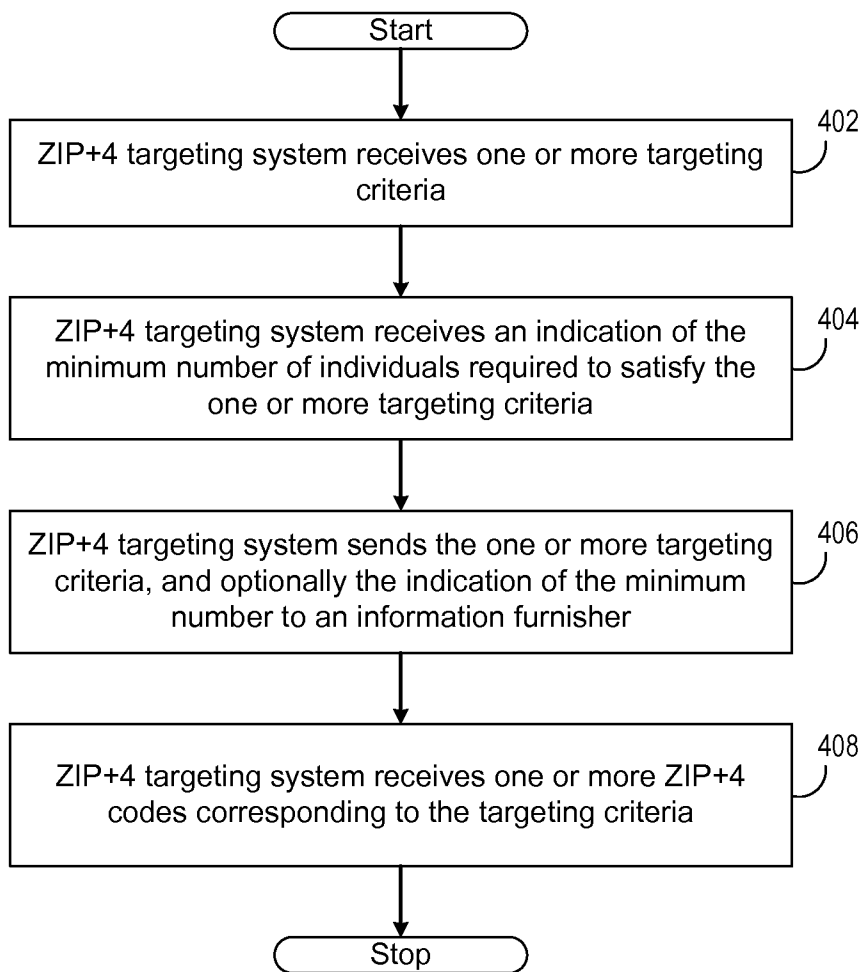 Start
402
ZIP+4 targeting system receives one or more targeting
criteria
404
ZIP+4 targeting system receives an indication of the
minimum number of individuals required to satisfy the
one or more targeting criteria
406
ZIP+4 targeting system sends the one or more targeting
criteria, and optionally the indication of the minimum
number to an information furnisher
408
ZIP+4 targeting system receives one or more ZIP+4
codes corresponding to the targeting criteria
Stop